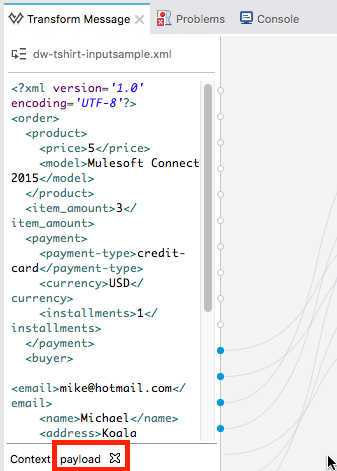 Transform Message Problems Console
dw-tshirt-inputsample.xml
<?xml version='1.0'
encoding='UTF-8'?>
<order>
<product>
<price>5</price>
<model>Mulesoft Connect
2015</model>
</product>
<item_amount>3</
item_amount>
<payment>
<payment-type>credit-
card</payment-type>
<currency>USD</
currency>
<installments>1</
installments>
</payment>
<buyer>
<email>mike@hotmail.com</
email>
<name>Michael</name>
<address>Koala
Context payload